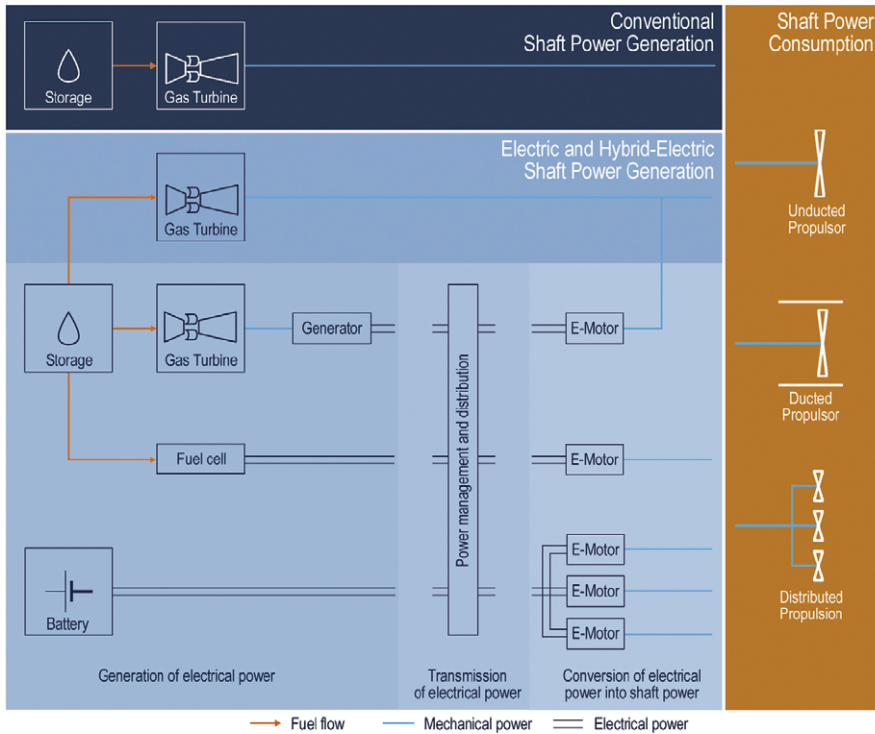 Conventional
Shaft Power Generation
Storage
Gas Turbine
Shaft Power
Consumption
Electric and Hybrid-Electric
Shaft Power Generation
Gas Turbine
Unducted
Propulsor
Storage
Gas Turbine
Generator
Power management and distribution
E-Motor
Ducted
Propulsor
Fuel cell
E-Motor
Battery
E-Motor
E-Motor
E-Motor
Distributed
Propulsion
Generation of electrical power
Transmission
of electrical power
Conversion of electrical
power into shaft power
Fuel flow
Mechanical power
Electrical power